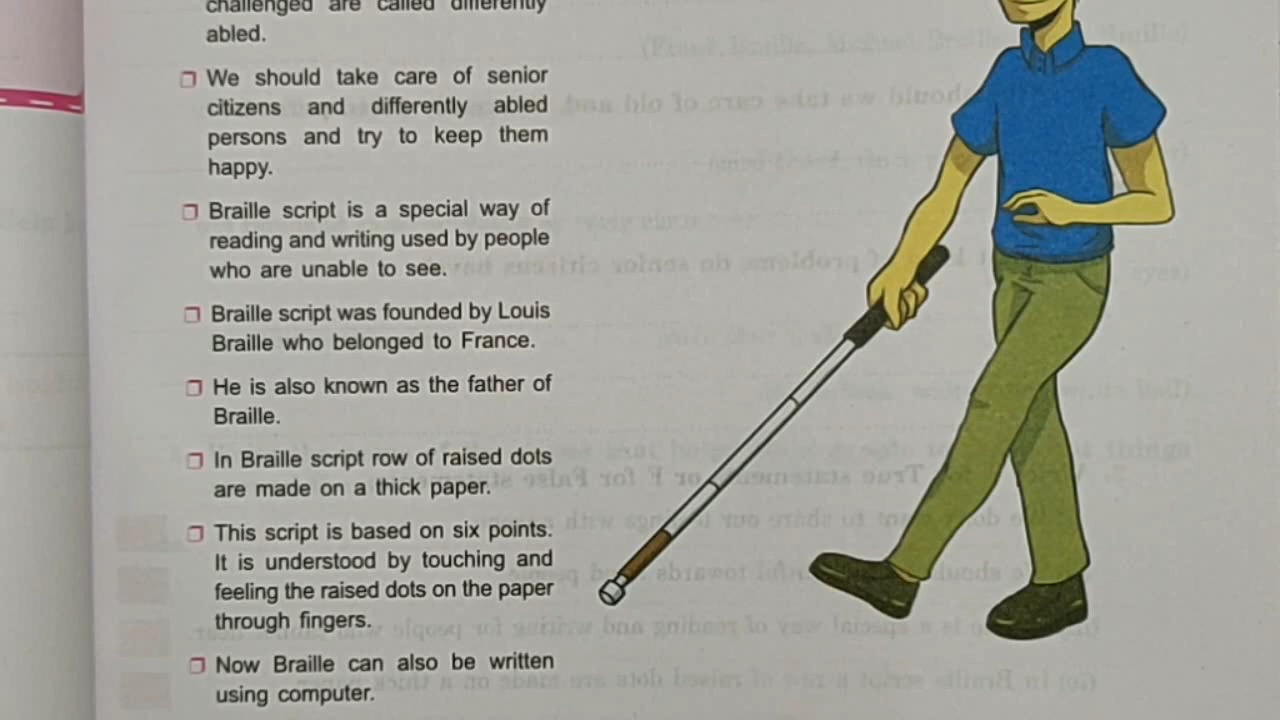 challenged are called differently
abled.
❒ We should take care of senior
citizens and differently abled
persons and try to keep them
happy.
❒ Braille script is a special way of
reading and writing used by people
who are unable to see.
❒ Braille script was founded by Louis
Braille who belonged to France.
❒ He is also known as the father of
Braille.
❒ In Braille script row of raised dots
are made on a thick paper.
❒ This script is based on six points.
It is understood by touching and
feeling the raised dots on the paper
through fingers.
❒ Now Braille can also be written
using computer.